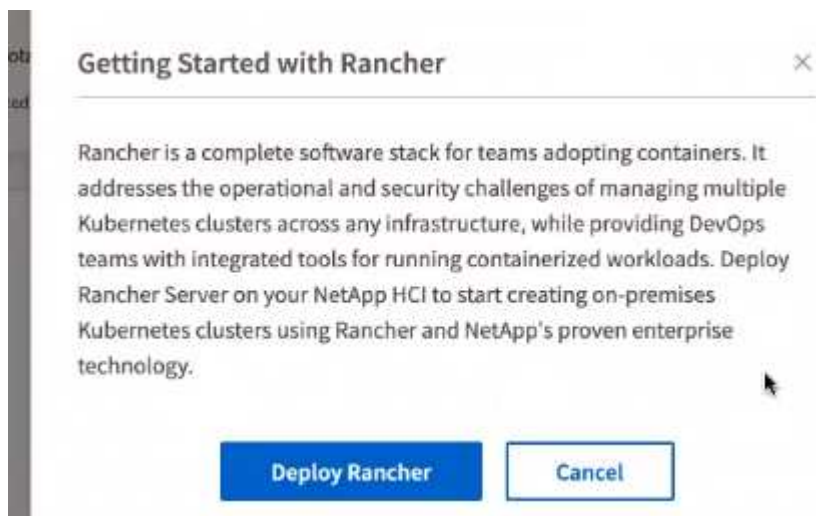 Getting Started with Rancher
Rancher is a complete software stack for teams adopting containers. It
addresses the operational and security challenges of managing multiple
Kubernetes clusters across any infrastructure, while providing DevOps
teams with integrated tools for running containerized workloads. Deploy
Rancher Server on your NetApp HCI to start creating on-premises
Kubernetes clusters using Rancher and NetApp's proven enterprise
technology.
Deploy Rancher
Cancel